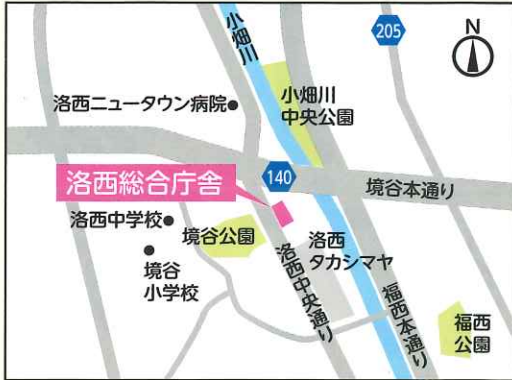 小畑川
205
N
洛西ニュータウン病院
小畑川
中央公園
140
洛西総合庁舎
境谷本通り
洛西中学校
境谷公園
洛西
タカシマヤ
境谷
小学校
洛西中央通り
福西本通り
福西
公園